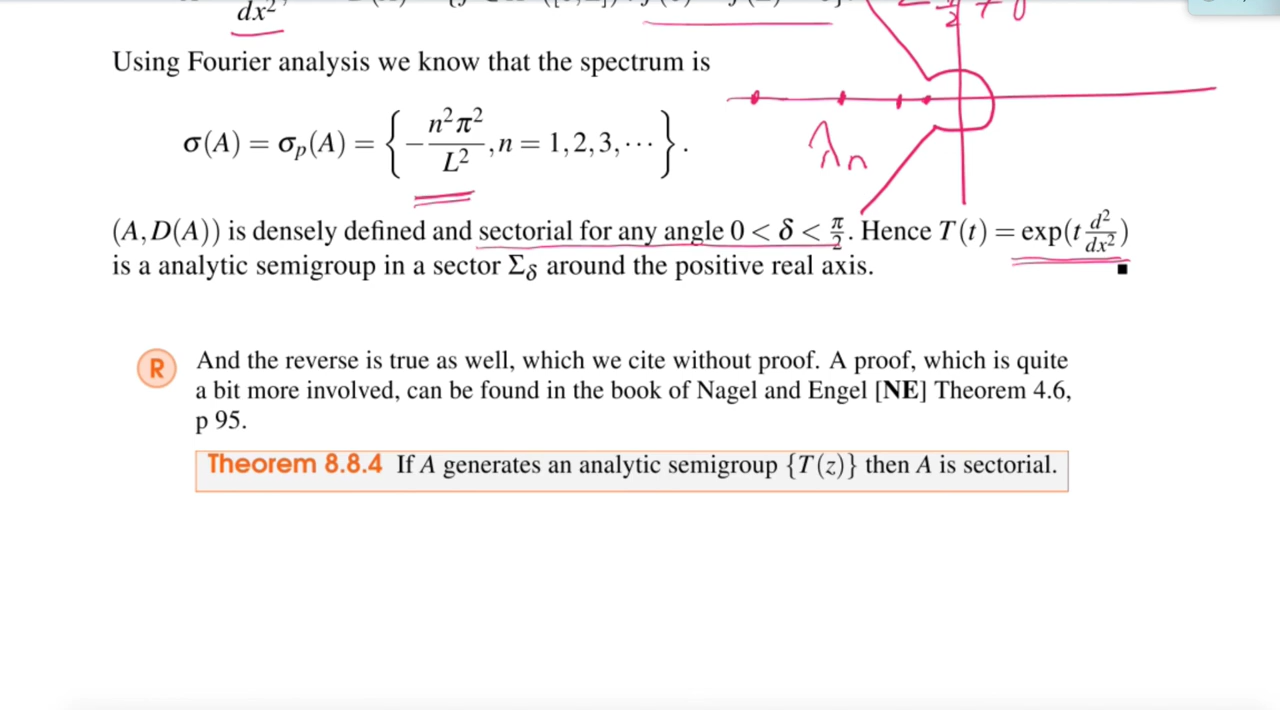 dx²
Using Fourier analysis we know that the spectrum is
σ(A) = σₚ(A) = { −n²π²/L², n = 1,2,3,⋯ }.
λn
(A, D(A)) is densely defined and sectorial for any angle 0 < δ < π/2. Hence T(t) = exp(t d²/dx²)
is a analytic semigroup in a sector Σδ around the positive real axis.
R And the reverse is true as well, which we cite without proof. A proof, which is quite
a bit more involved, can be found in the book of Nagel and Engel [NE] Theorem 4.6,
p 95.
Theorem 8.8.4 If A generates an analytic semigroup {T(z)} then A is sectorial.